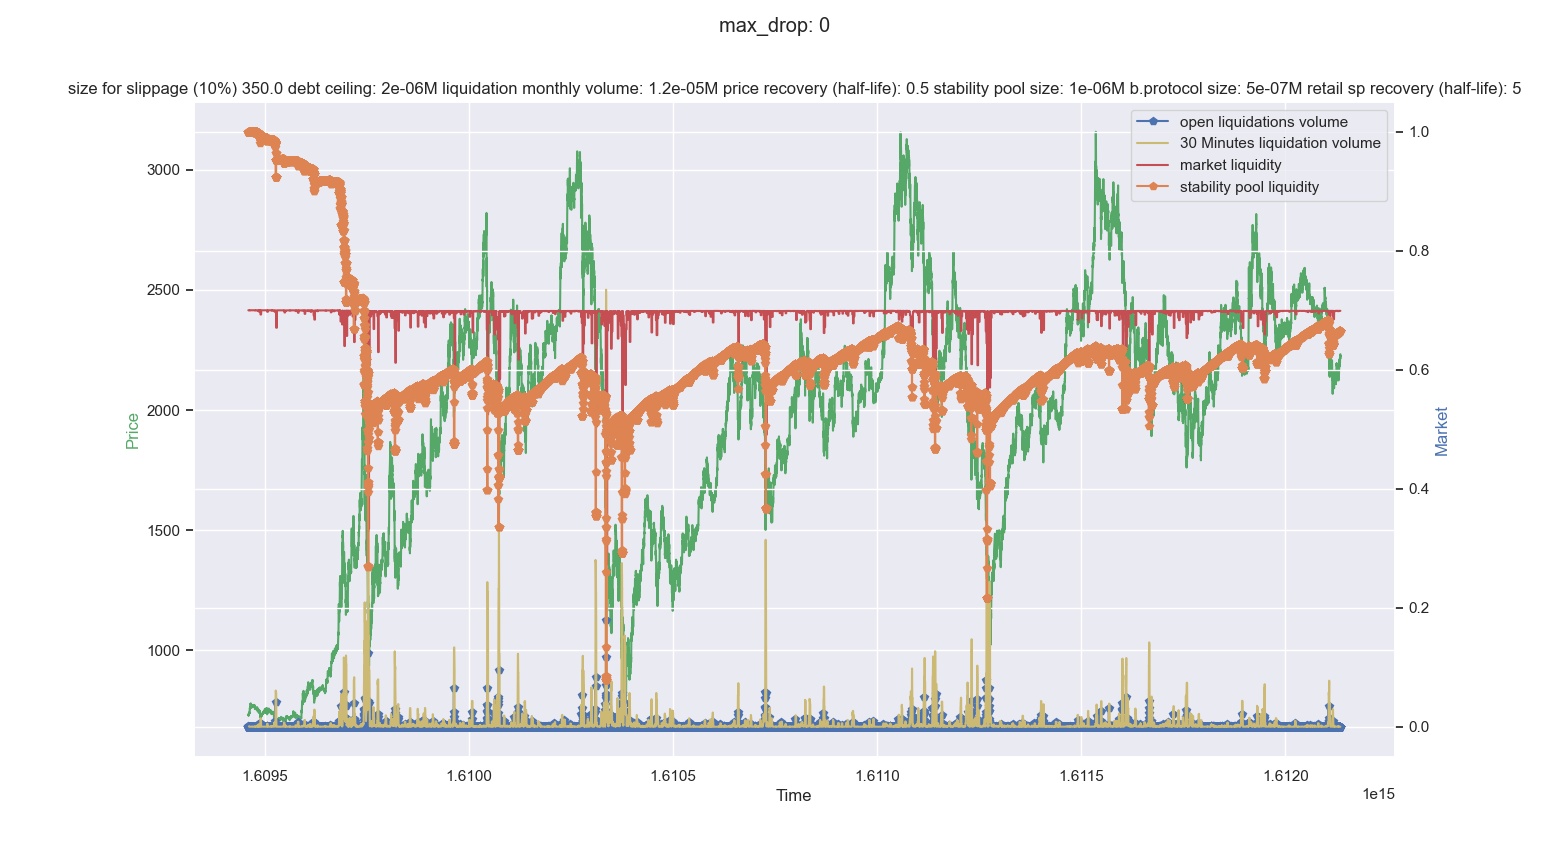 max_drop: 0
size for slippage (10%) 350.0 debt ceiling: 2e-06M liquidation monthly volume: 1.2e-05M price recovery (half-life): 0.5 stability pool size: 1e-06M b.protocol size: 5e-07M retail sp recovery (half-life): 5
open liquidations volume
30 Minutes liquidation volume
market liquidity
stability pool liquidity
3000
2500
2000
1500
1000
Price
1.0
0.8
0.6
0.4
0.2
0.0
Market
1.6095 1.6100 1.6105 1.6110 1.6115 1.6120
Time
1e15